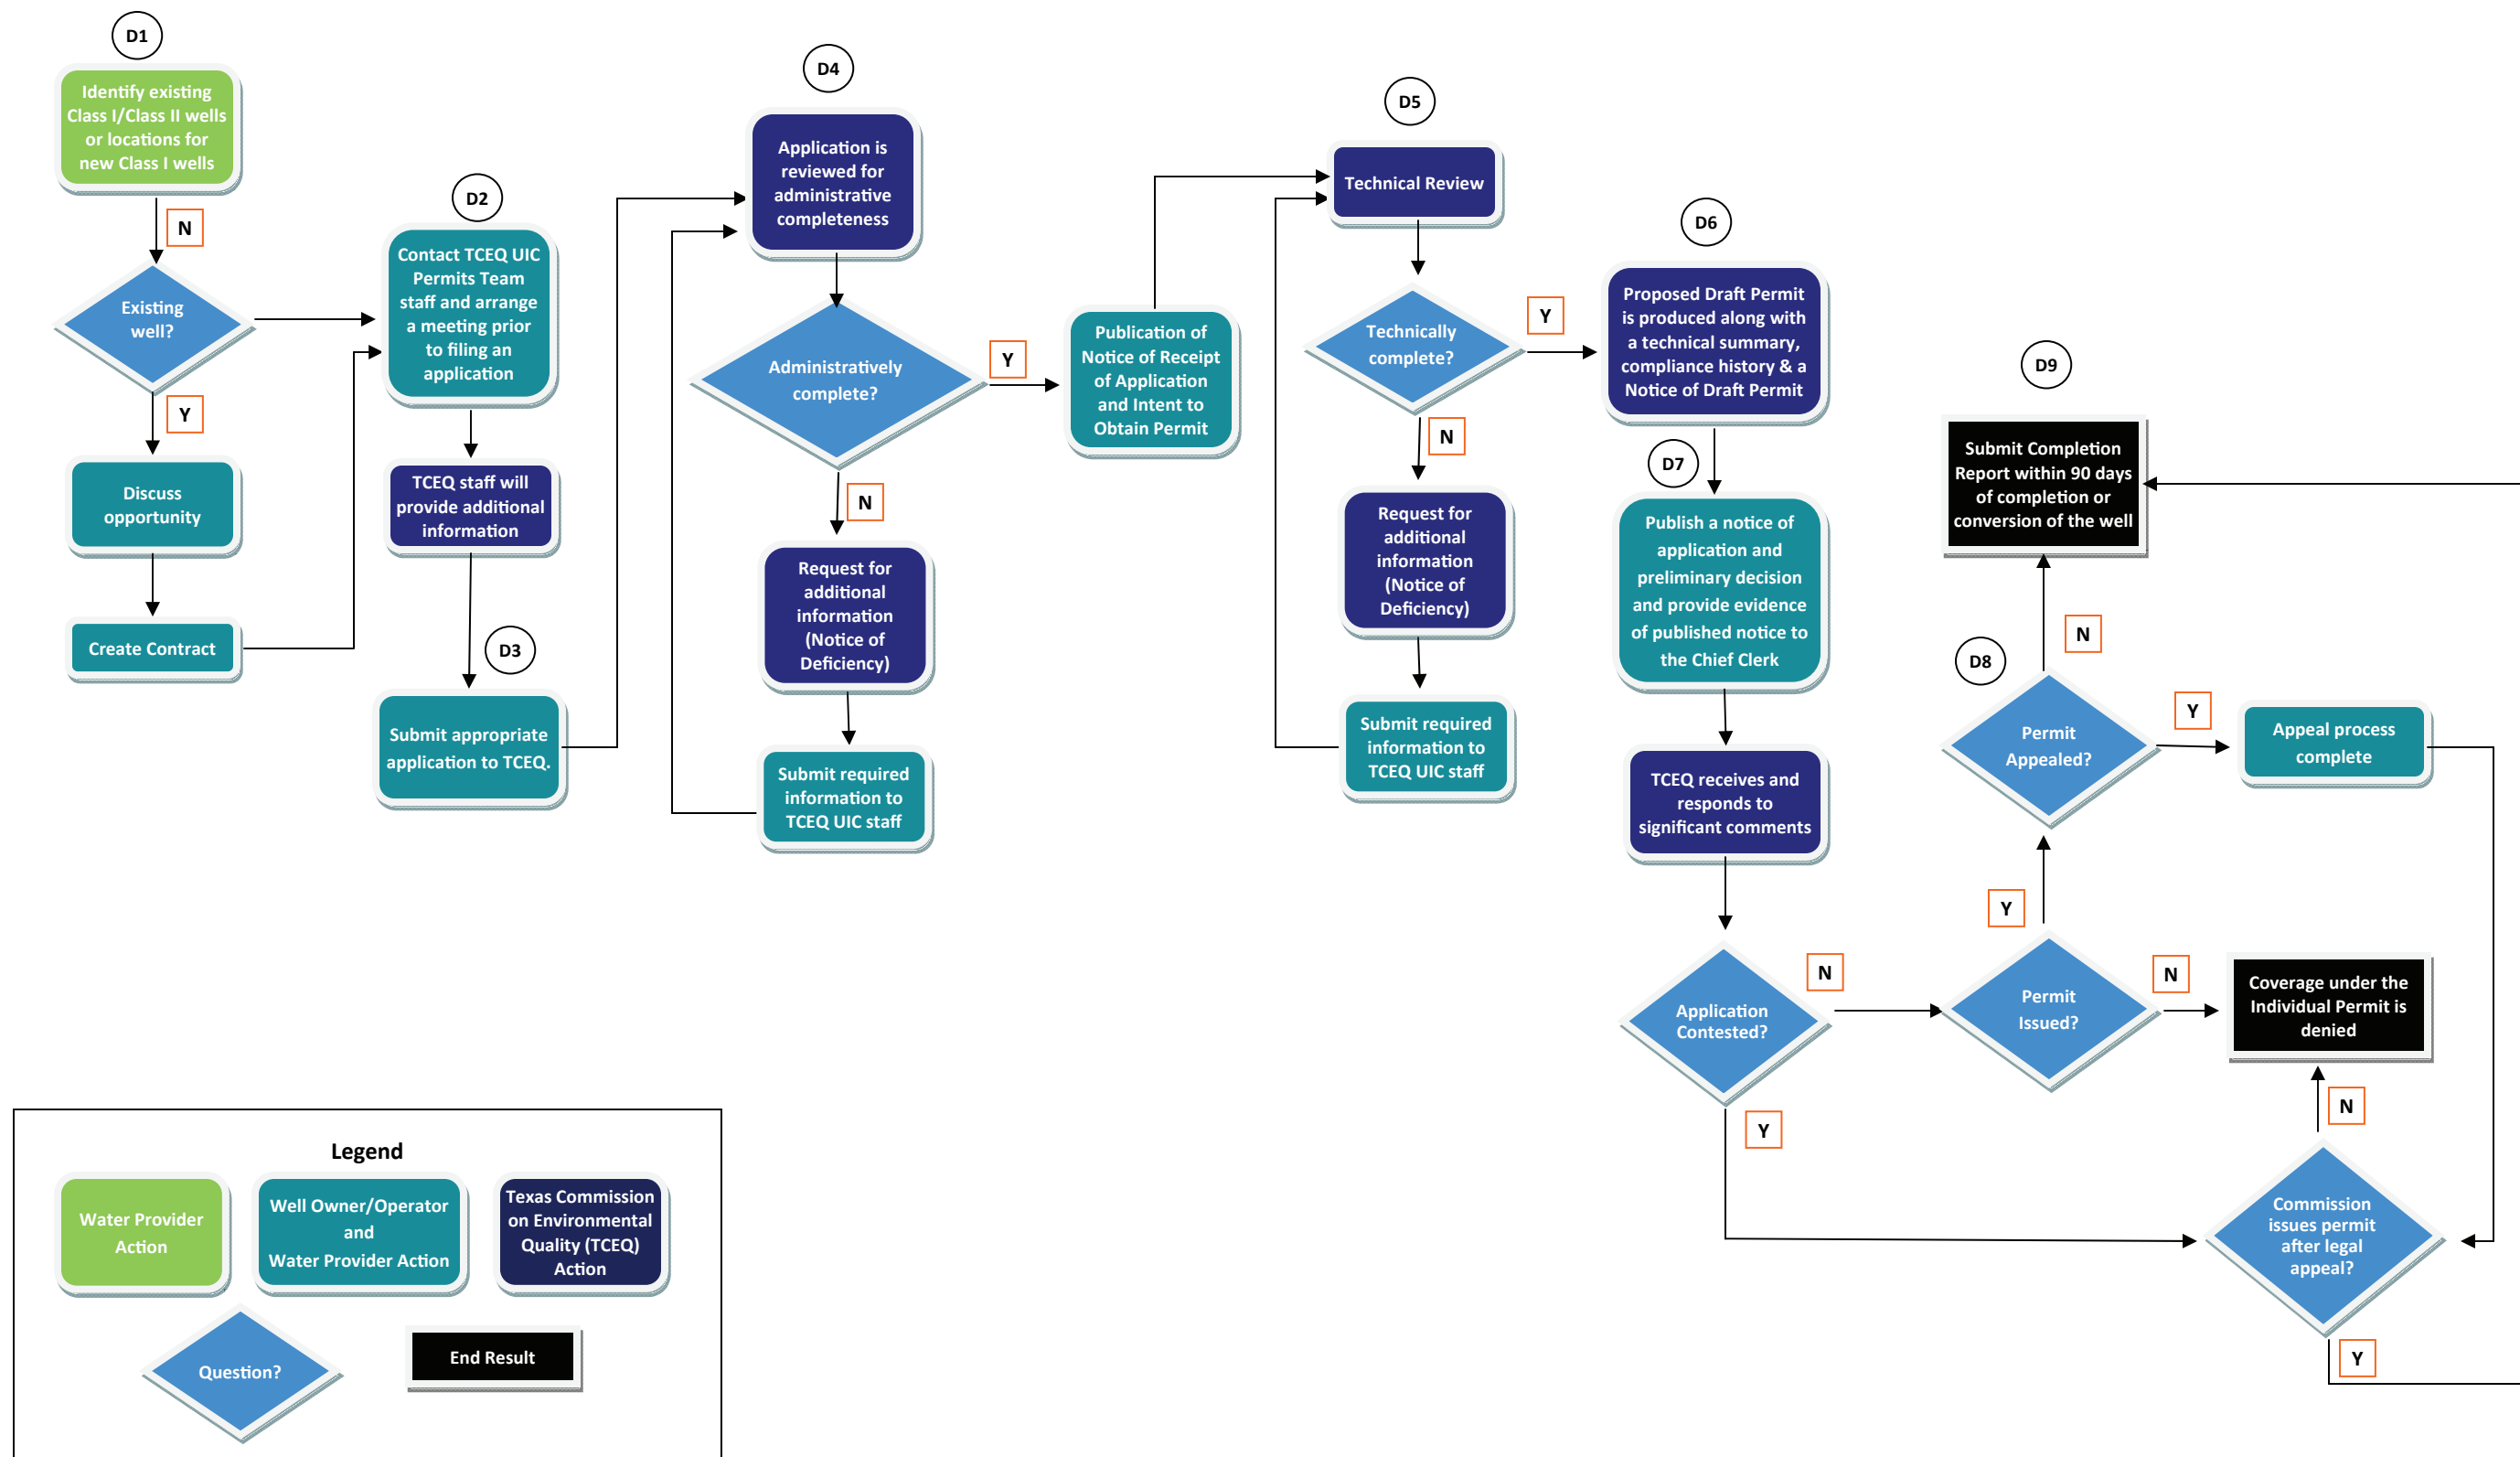 D1
Identify existing
Class I/Class II wells
or locations for
new Class I wells
N
Existing
well?
Y
Discuss
opportunity
Create Contract
D2
Contact TCEQ UIC
Permits Team
staff and arrange
a meeting prior
to filing an
application
TCEQ staff will
provide additional
information
D3
Submit appropriate
application to TCEQ.
D4
Application is
reviewed for
administrative
completeness
Administratively
complete?
Y
N
Request for
additional
information
(Notice of
Deficiency)
Submit required
information to
TCEQ UIC staff
Publication of
Notice of Receipt
of Application
and Intent to
Obtain Permit
D5
Technical Review
Technically
complete?
Y
N
Request for
additional
information
(Notice of
Deficiency)
Submit required
information to
TCEQ UIC staff
D6
Proposed Draft Permit
is produced along with
a technical summary,
compliance history & a
Notice of Draft Permit
D7
Publish a notice of
application and
preliminary decision
and provide evidence
of published notice to
the Chief Clerk
TCEQ receives and
responds to
significant comments
Application
Contested?
N
Y
Permit
Issued?
Y
N
D8
Permit
Appealed?
N
Y
D9
Submit Completion
Report within 90 days
of completion or
conversion of the well
Appeal process
complete
Coverage under the
Individual Permit is
denied
N
Commission
issues permit
after legal
appeal?
Y
Legend
Water Provider
Action
Well Owner/Operator
and
Water Provider Action
Texas Commission
on Environmental
Quality (TCEQ)
Action
Question?
End Result